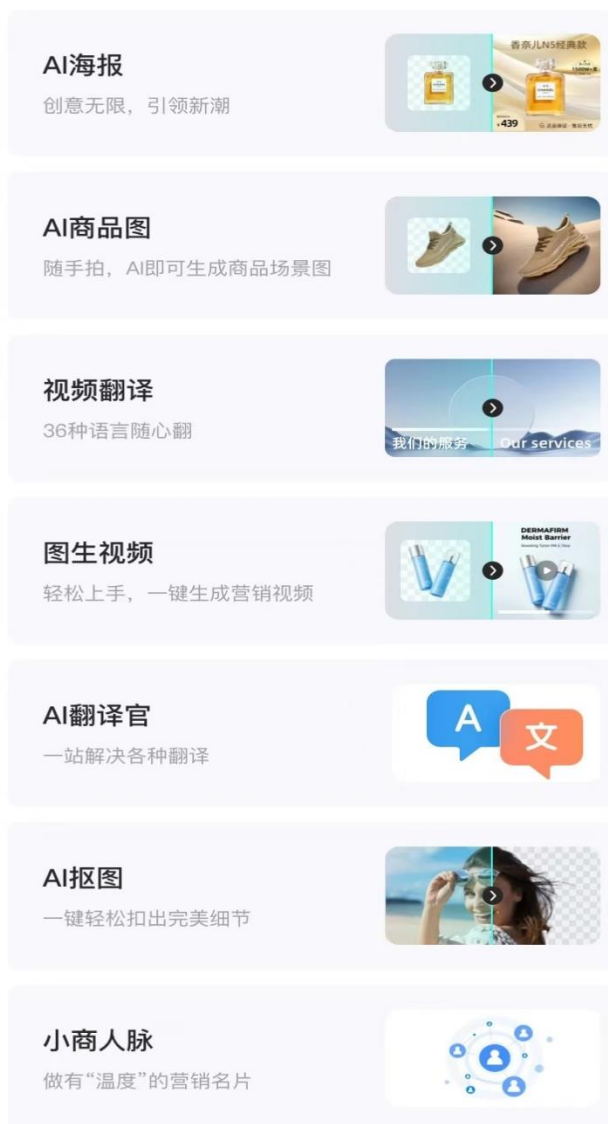 AI海报
创意无限，引领新潮
香奈儿N5经典款
439
AI商品图
随手拍，AI即可生成商品场景图
视频翻译
36种语言随心翻
我们的服务
Our services
图生视频
轻松上手，一键生成营销视频
DERMAFIRM
Moist Barrier
AI翻译官
一站解决各种翻译
A
文
AI抠图
一键轻松扣出完美细节
小商人脉
做有“温度”的营销名片